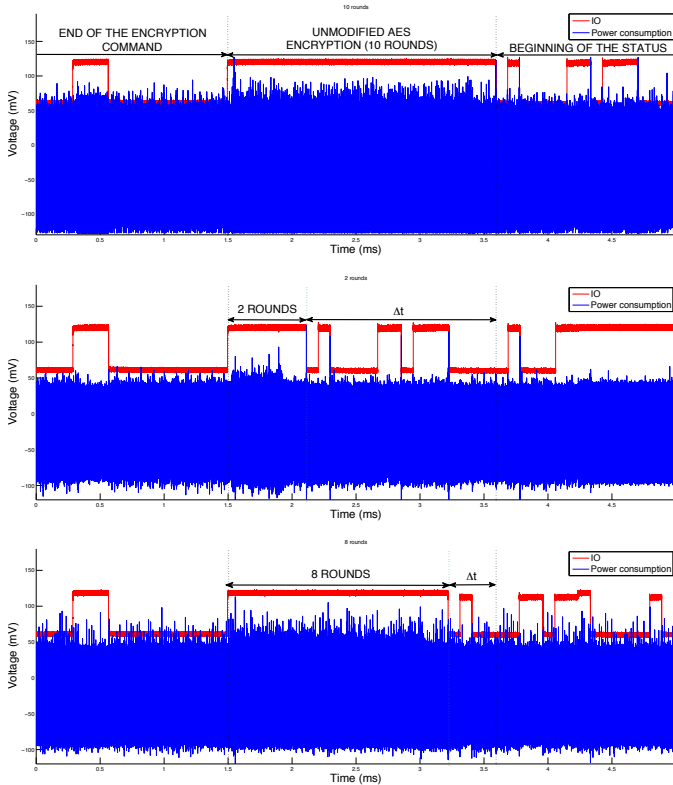 10 rounds
END OF THE ENCRYPTION
COMMAND
UNMODIFIED AES
ENCRYPTION (10 ROUNDS)
BEGINNING OF THE STATUS
IO
Power consumption
Voltage (mV)
150
100
50
0
−50
−100
0 0.5 1 1.5 2 2.5 3 3.5 4 4.5
Time (ms)
2 rounds
2 ROUNDS
Δt
IO
Power consumption
Voltage (mV)
150
100
50
0
−50
−100
0 0.5 1 1.5 2 2.5 3 3.5 4 4.5
Time (ms)
8 rounds
8 ROUNDS
Δt
IO
Power consumption
Voltage (mV)
150
100
50
0
−50
−100
0 0.5 1 1.5 2 2.5 3 3.5 4 4.5
Time (ms)